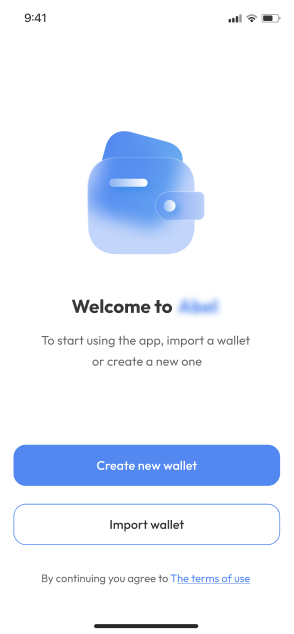 9:41
Welcome to
To start using the app, import a wallet
or create a new one
Create new wallet
Import wallet
By continuing you agree to The terms of use